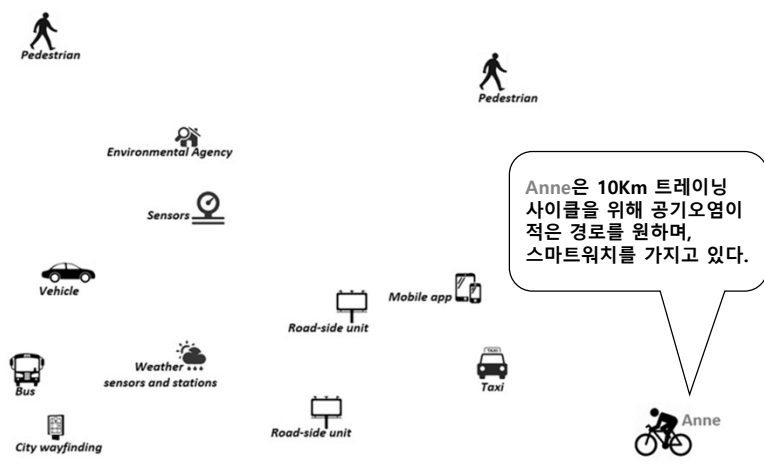 Pedestrian
Pedestrian
Environmental Agency
Sensors
Anne은 10Km 트레이닝
사이클을 위해 공기오염이
적은 경로를 원하며,
스마트워치를 가지고 있다.
Vehicle
Mobile app
Road-side unit
Weather
sensors and stations
Bus
TAXI
Taxi
City wayfinding
Road-side unit
Anne